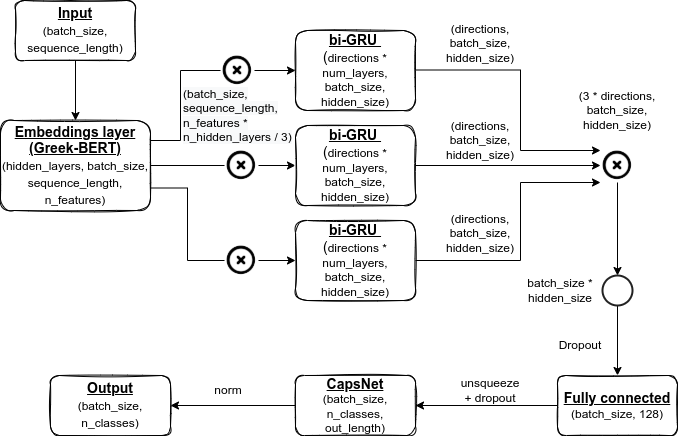 Input
(batch_size,
sequence_length)
Embeddings layer
(Greek-BERT)
(hidden_layers, batch_size,
sequence_length,
n_features)
(batch_size,
sequence_length,
n_features *
n_hidden_layers / 3)
bi-GRU
(directions *
num_layers,
batch_size,
hidden_size)
bi-GRU
(directions *
num_layers,
batch_size,
hidden_size)
bi-GRU
(directions *
num_layers,
batch_size,
hidden_size)
(directions,
batch_size,
hidden_size)
(directions,
batch_size,
hidden_size)
(directions,
batch_size,
hidden_size)
(3 * directions,
batch_size,
hidden_size)
batch_size *
hidden_size
Dropout
Fully connected
(batch_size, 128)
unsqueeze
+ dropout
CapsNet
(batch_size,
n_classes,
out_length)
norm
Output
(batch_size,
n_classes)